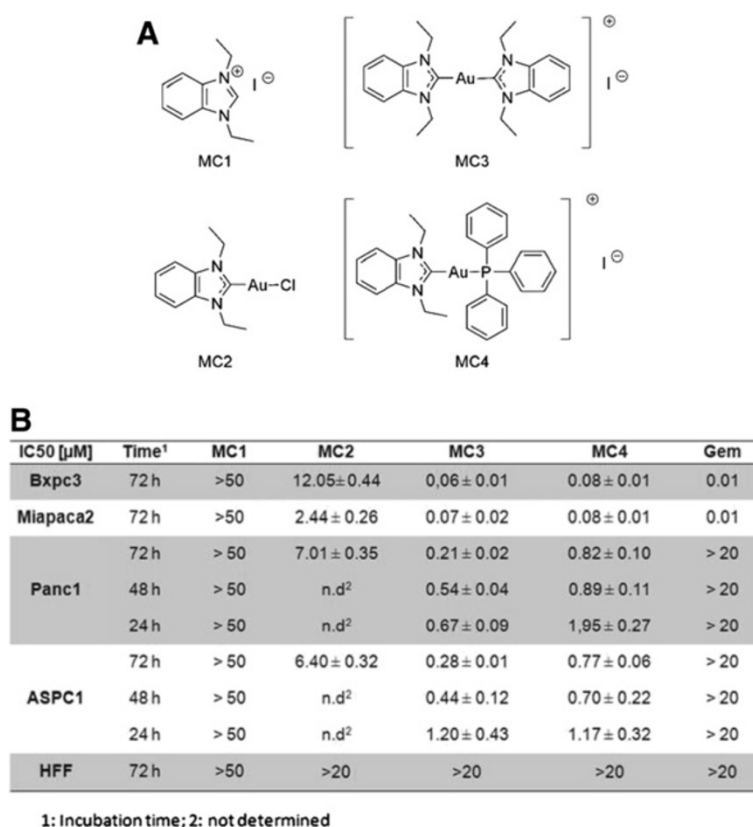 A
N
⊕
N
I ⊖
MC1
N
N
Au
N
N
⊕
I ⊖
MC3
N
N
Au-Cl
MC2
N
N
Au
P
⊕
I ⊖
MC4
B
IC50 [µM] Time¹ MC1 MC2 MC3 MC4 Gem
Bxpc3 72 h >50 12.05± 0.44 0,06 ± 0.01 0.08 ± 0.01 0.01
Miapaca2 72 h >50 2.44 ± 0.26 0.07 ± 0.02 0.08 ± 0.01 0.01
Panc1 72 h > 50 7.01 ± 0.35 0.21 ± 0.02 0.82 ± 0.10 > 20
48 h > 50 n.d² 0.54 ± 0.04 0.89 ± 0.11 > 20
24 h > 50 n.d² 0.67 ± 0.09 1,95 ± 0.27 > 20
ASPC1 72 h > 50 6.40 ± 0.32 0.28 ± 0.01 0.77 ± 0.06 > 20
48 h > 50 n.d² 0.44 ± 0.12 0.70 ± 0.22 > 20
24 h > 50 n.d² 1.20 ± 0.43 1.17 ± 0.32 > 20
HFF 72 h >50 >20 >20 >20 >20
1: Incubation time; 2: not determined